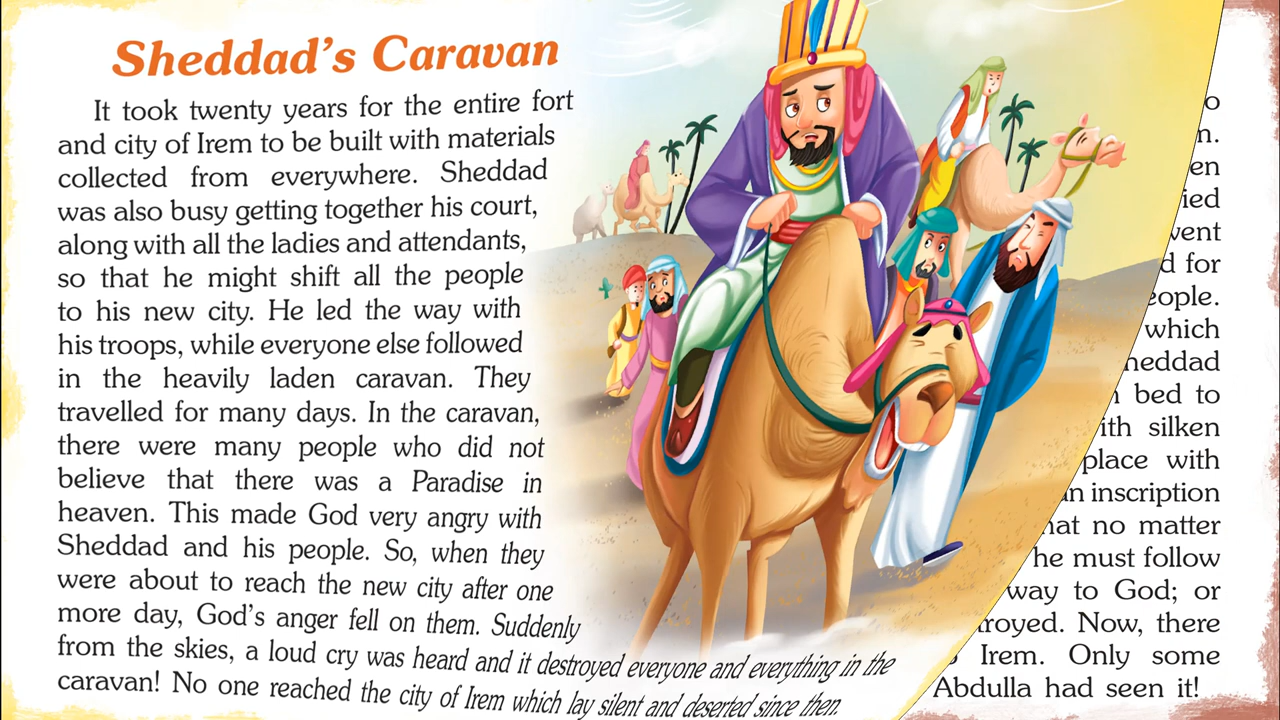 Sheddad's Caravan
It took twenty years for the entire fort
and city of Irem to be built with materials
collected from everywhere. Sheddad
was also busy getting together his court,
along with all the ladies and attendants,
so that he might shift all the people
to his new city. He led the way with
his troops, while everyone else followed
in the heavily laden caravan. They
travelled for many days. In the caravan,
there were many people who did not
believe that there was a Paradise in
heaven. This made God very angry with
Sheddad and his people. So, when they
were about to reach the new city after one
more day, God's anger fell on them. Suddenly
from the skies, a loud cry was heard and it destroyed everyone and everything in the
caravan! No one reached the city of Irem which lay silent and deserted since then.
for
which
bed to
silken
place with
inscription
no matter
he must follow
way to God; or
Now, there
Irem. Only some
Abdulla had seen it!